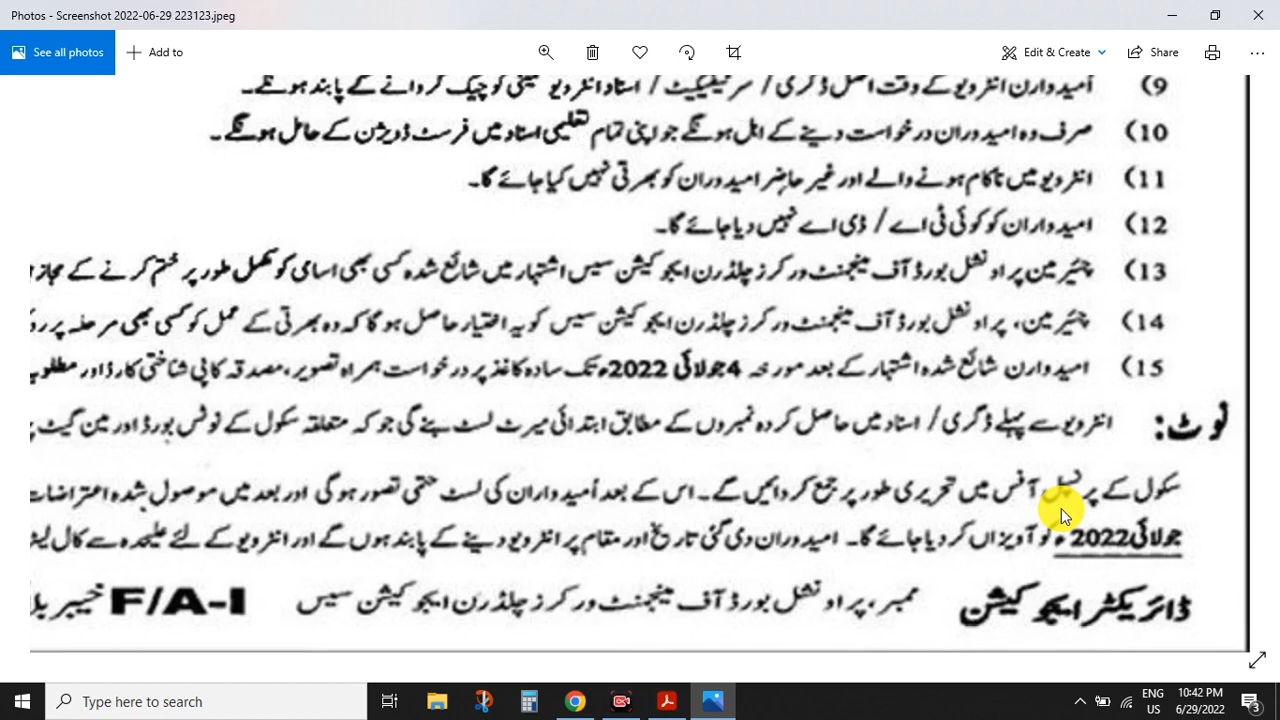 Photos - Screenshot 2022-06-29 223123.jpeg
See all photos
Add to
Edit & Create
Share
9) اُمیدوارن انٹرویو کے وقت اصل ڈگری / سرٹیفیکیٹ / اسناد انٹرویو کمیٹی کو چیک کروانے کے پابند ہونگے۔
10) صرف وہ امیدوران درخواست دینے کے اہل ہونگے جو اپنی تمام تعلیمی اسناد میں فرسٹ ڈویژن کے حامل ہونگے۔
11) انٹرویو میں ناکام ہونے والے اور غیر حاضر امیدوران کو بھرتی نہیں کیا جائے گا۔
12) امیدواران کو کوئی ٹی اے / ڈی اے نہیں دیا جائے گا۔
13) چئیرمین پراونشل بورڈ آف مینجمنٹ ورکرز چلڈرن ایجوکیشن سیس اشتہار میں شائع شدہ کسی بھی اسامی کو مکمل طور پر ختم کرنے کے مجاز
14) چئیرمین، پراونشل بورڈ آف مینجمنٹ ورکرز چلڈرن ایجوکیشن سیس کو یہ اختیار حاصل ہوگا کہ وہ بھرتی کے عمل کو کسی بھی مرحلہ پر
15) امیدوارن شائع شدہ اشتہار کے بعد مورخہ 4جولائی 2022ء تک سادہ کاغذ پر درخواست ہمراہ تصویر، مصدقہ کاپی شناختی کارڈ اور
نوٹ: انٹرویو سے پہلے ڈگری / اسناد میں حاصل کردہ نمبروں کے مطابق ابتدائی میرٹ لسٹ بنے گی جو کہ متعلقہ سکول کے نوٹس بورڈ اور مین گیٹ
سکول کے پرنسپل آفس میں تحریری طور پر جمع کروائیں گے۔ اس کے بعد اُمیدواران کی لسٹ حتمی تصور ہوگی اور بعد میں موصول شدہ اعتراضات
جولائی 2022ء کو آویزاں کر دیا جائے گا۔ امیدوران دی گئی تاریخ اور مقام پر انٹرویو دینے کے پابند ہوں گے اور انٹرویو کے لئے علیحدہ سے کال
ڈائریکٹر ایجوکیشن ممبر، پراونشل بورڈ آف مینجمنٹ ورکرز چلڈرن ایجوکیشن سیس F/A-I خیبر
Type here to search
ENG
US
10:42 PM
6/29/2022
3